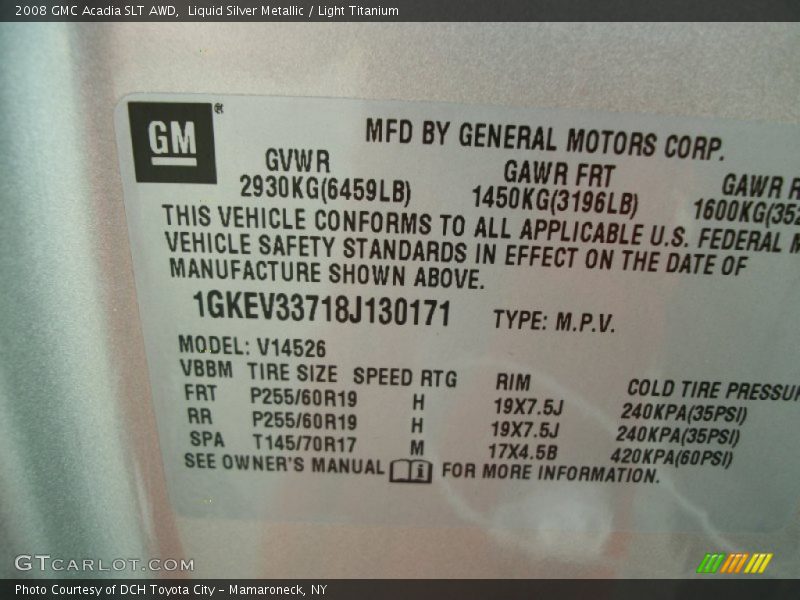 2008 GMC Acadia SLT AWD,  Liquid Silver Metallic / Light Titanium
GM®
MFD BY GENERAL MOTORS CORP.
GVWR GAWR FRT GAWR
2930KG(6459LB) 1450KG(3196LB) 1600KG(352
THIS VEHICLE CONFORMS TO ALL APPLICABLE U.S. FEDERAL
VEHICLE SAFETY STANDARDS IN EFFECT ON THE DATE OF
MANUFACTURE SHOWN ABOVE.
1GKEV33718J130171 TYPE: M.P.V.
MODEL: V14526
VBBM TIRE SIZE SPEED RTG RIM COLD TIRE PRESSUR
FRT P255/60R19 H 19X7.5J 240KPA(35PSI)
RR P255/60R19 H 19X7.5J 240KPA(35PSI)
SPA T145/70R17 M 17X4.5B 420KPA(60PSI)
SEE OWNER'S MANUAL i FOR MORE INFORMATION.
GTCARLOT.COM
Photo Courtesy of DCH Toyota City - Mamaroneck, NY